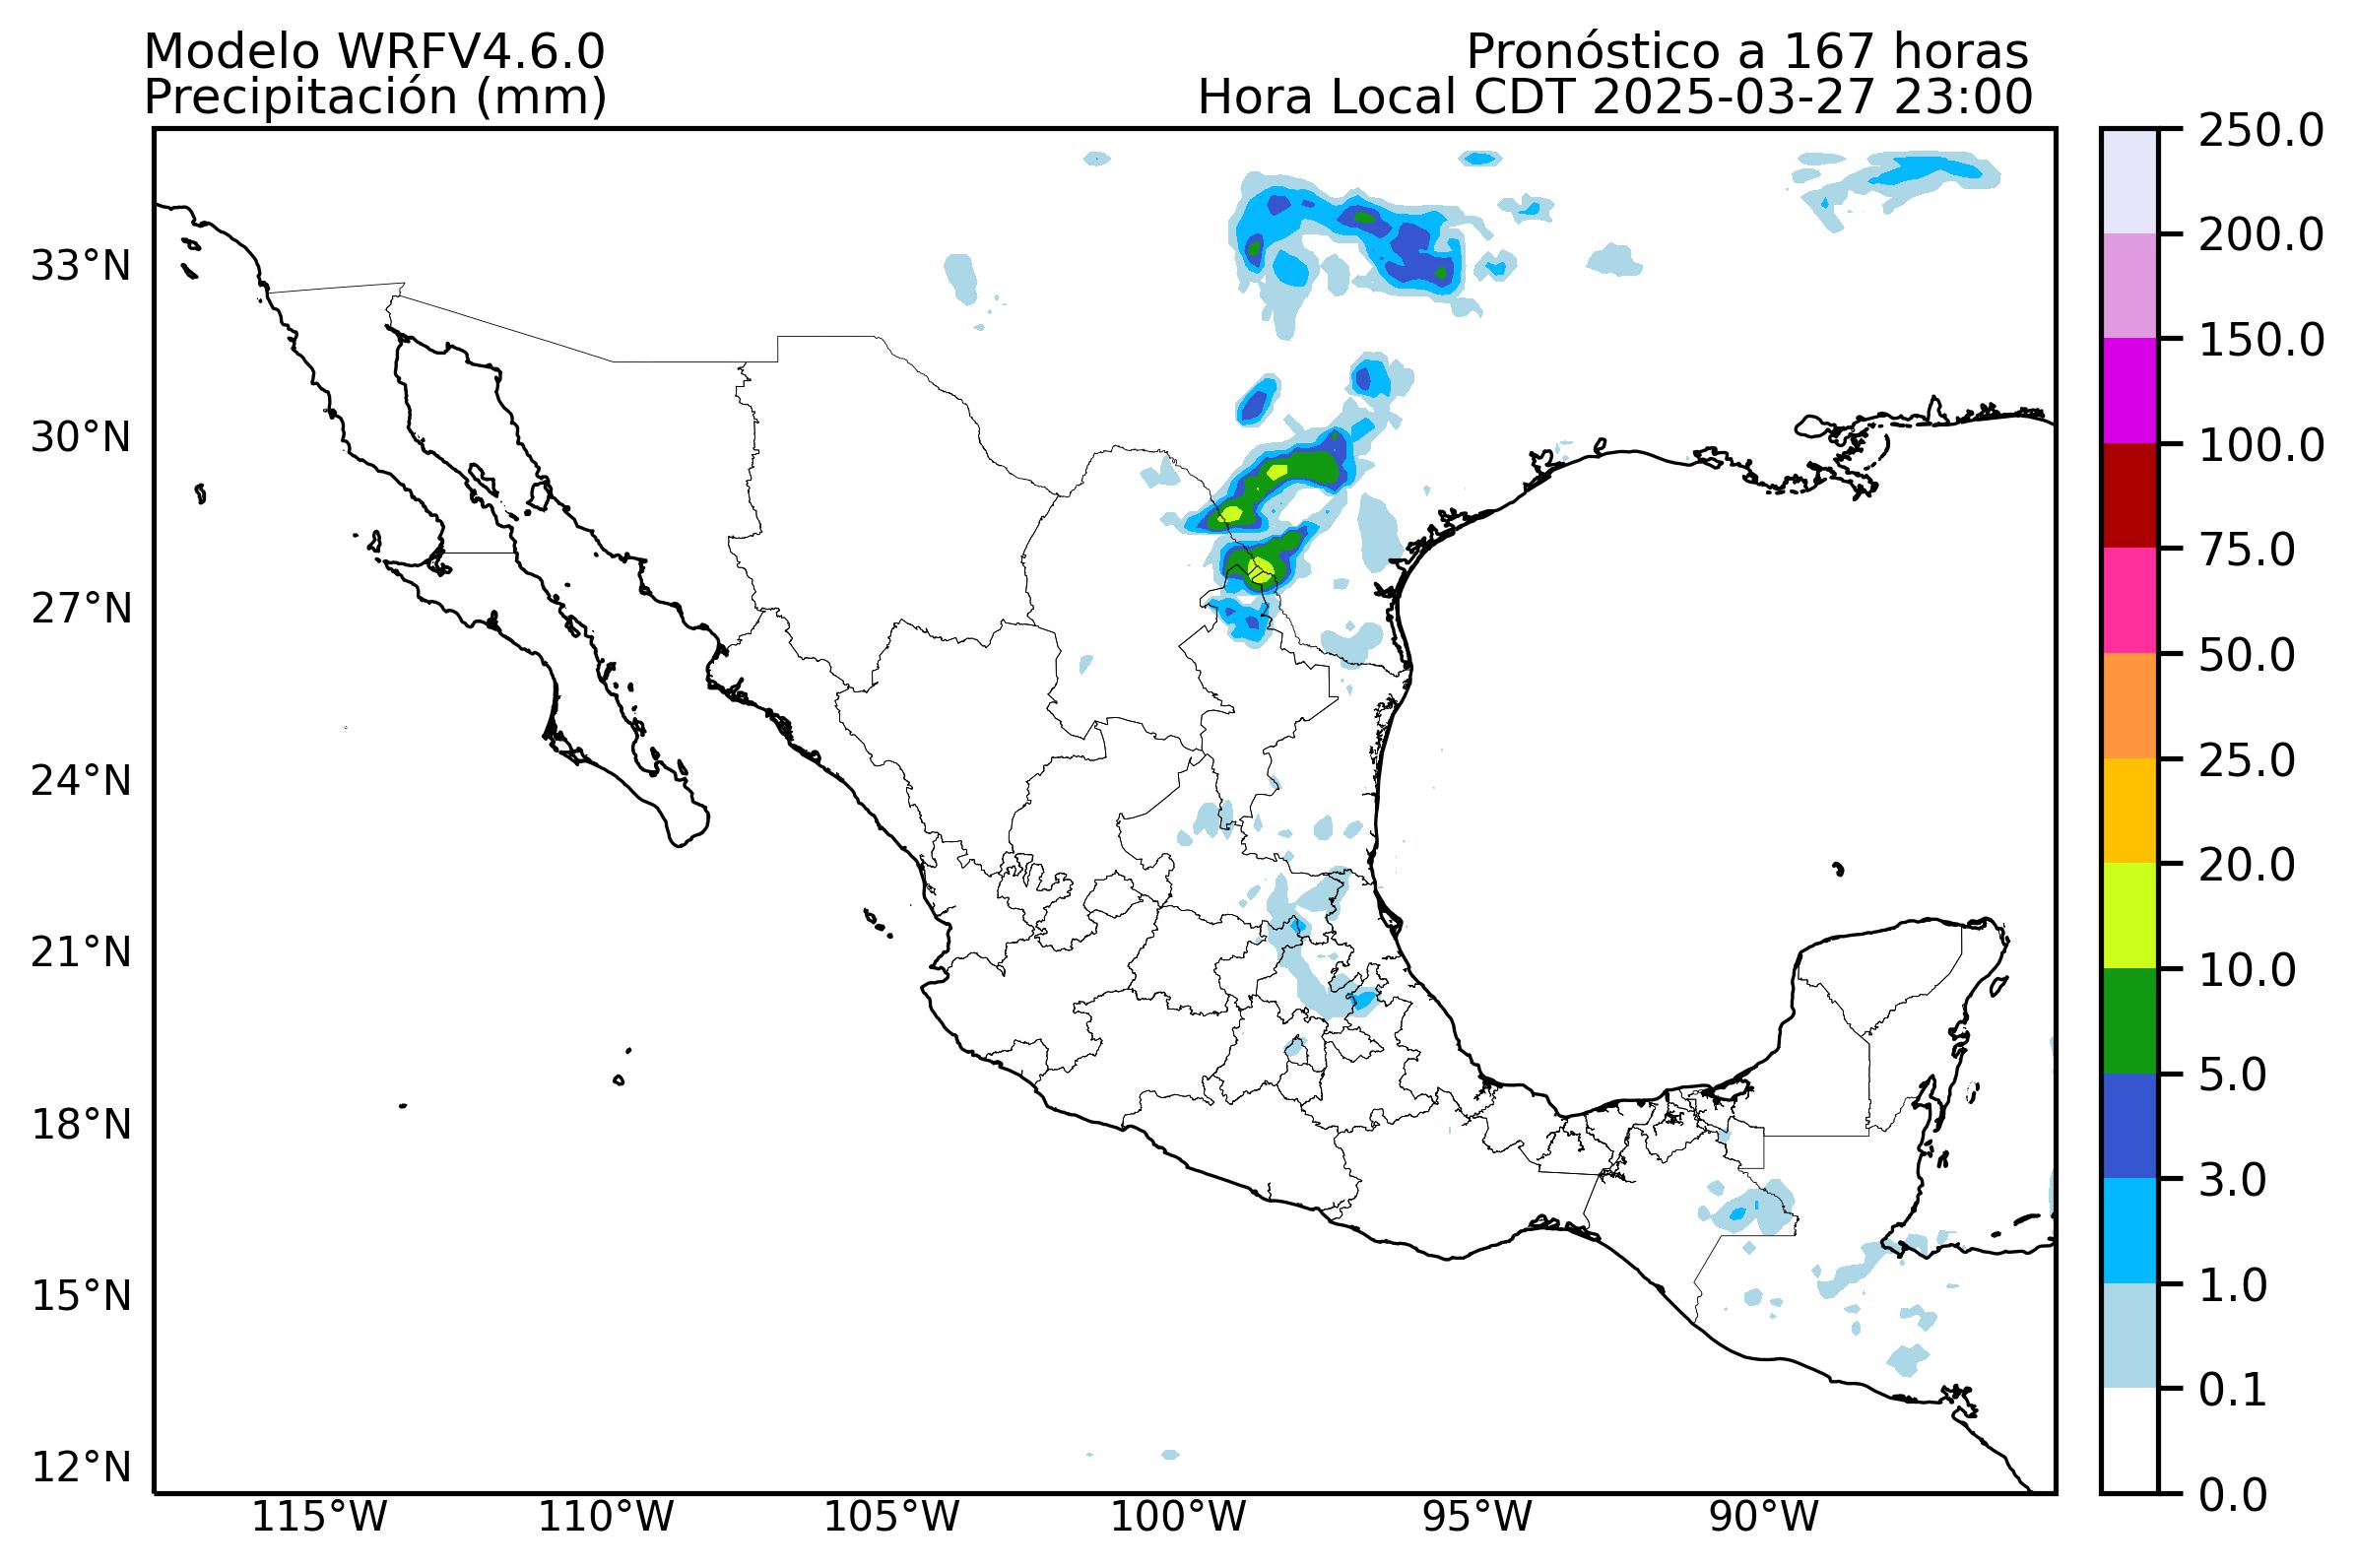 Modelo WRFV4.6.0
Precipitación (mm)
Pronóstico a 167 horas
Hora Local CDT 2025-03-27 23:00
33°N
30°N
27°N
24°N
21°N
18°N
15°N
12°N
115°W
110°W
105°W
100°W
95°W
90°W
250.0
200.0
150.0
100.0
75.0
50.0
25.0
20.0
10.0
5.0
3.0
1.0
0.1
0.0